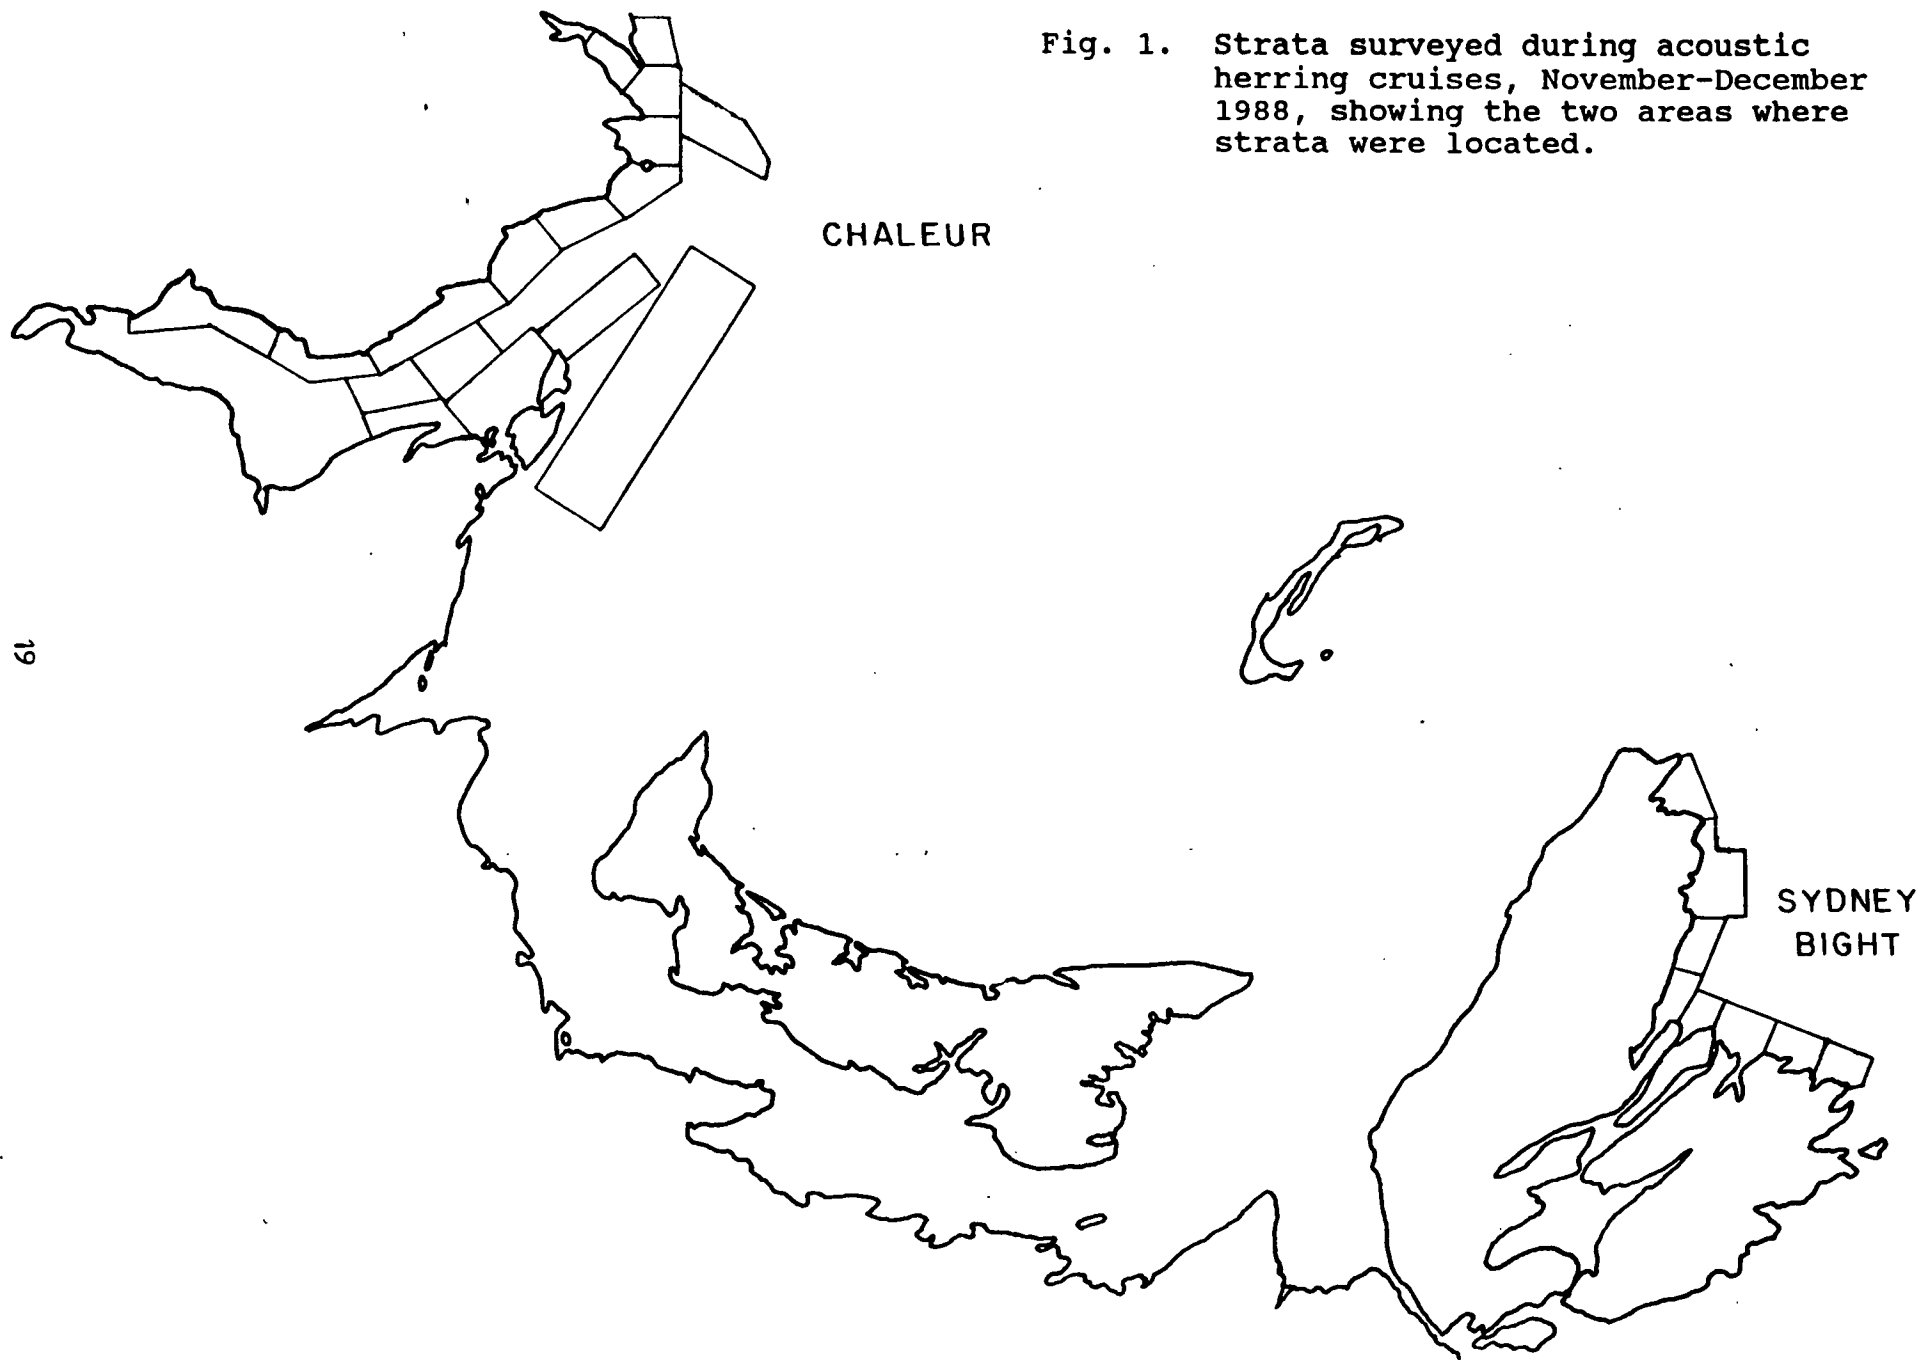 Fig. 1. Strata surveyed during acoustic
herring cruises, November-December
1988, showing the two areas where
strata were located.
CHALEUR
SYDNEY
BIGHT
19